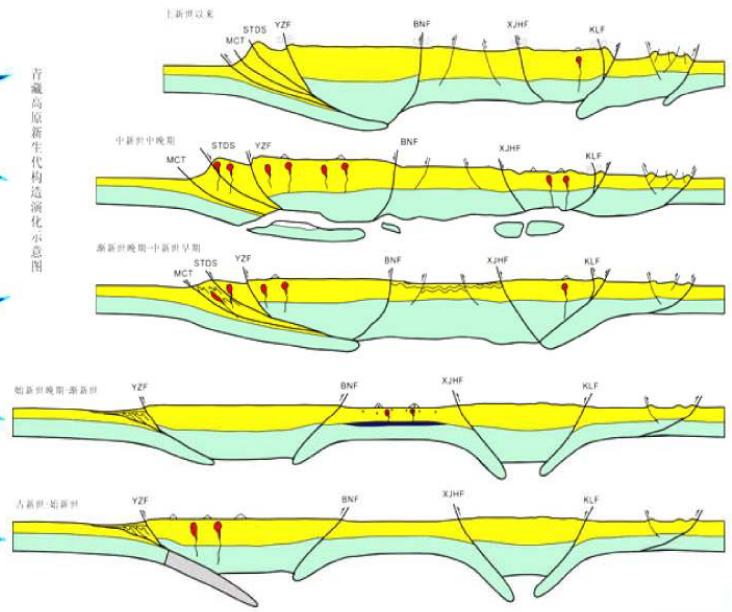 上新世以来
MCT STDS YZF BNF XJHF KLF
青藏高原新生代构造演化示意图
中新世中晚期
MCT STDS YZF BNF XJHF KLF
渐新世晚期-中新世早期
MCT STDS YZF BNF XJHF KLF
始新世晚期-渐新世
YZF BNF XJHF KLF
古新世-始新世
YZF BNF XJHF KLF